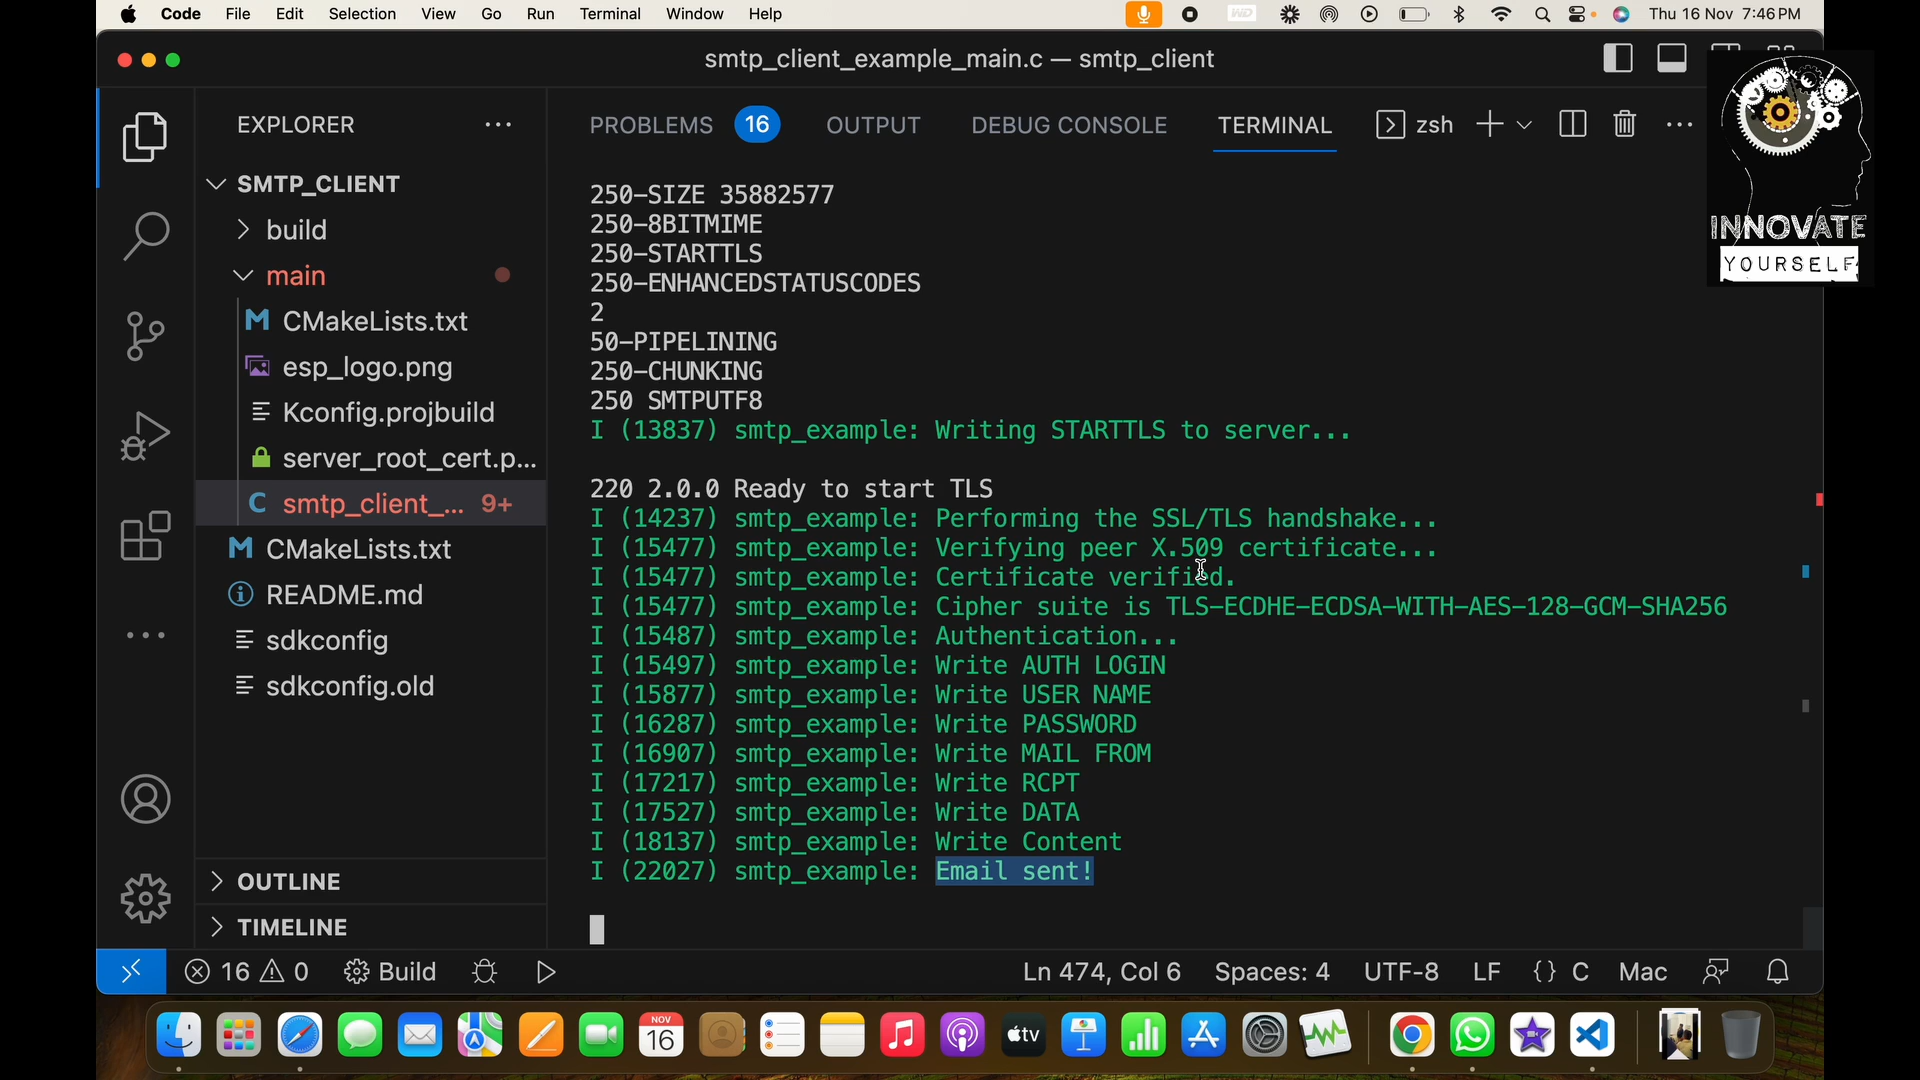 Code File Edit Selection View Go Run Terminal Window Help
Thu 16 Nov 7:46 PM
smtp_client_example_main.c — smtp_client
INNOVATE
YOURSELF
EXPLORER
SMTP_CLIENT
build
main
CMakeLists.txt
esp_logo.png
Kconfig.projbuild
server_root_cert.p...
smtp_client_... 9+
CMakeLists.txt
README.md
sdkconfig
sdkconfig.old
OUTLINE
TIMELINE
PROBLEMS 16 OUTPUT DEBUG CONSOLE TERMINAL zsh
250-SIZE 35882577
250-8BITMIME
250-STARTTLS
250-ENHANCEDSTATUSCODES
2
50-PIPELINING
250-CHUNKING
250 SMTPUTF8
I (13837) smtp_example: Writing STARTTLS to server...
220 2.0.0 Ready to start TLS
I (14237) smtp_example: Performing the SSL/TLS handshake...
I (15477) smtp_example: Verifying peer X.509 certificate...
I (15477) smtp_example: Certificate verified.
I (15477) smtp_example: Cipher suite is TLS-ECDHE-ECDSA-WITH-AES-128-GCM-SHA256
I (15487) smtp_example: Authentication...
I (15497) smtp_example: Write AUTH LOGIN
I (15877) smtp_example: Write USER NAME
I (16287) smtp_example: Write PASSWORD
I (16907) smtp_example: Write MAIL FROM
I (17217) smtp_example: Write RCPT
I (17527) smtp_example: Write DATA
I (18137) smtp_example: Write Content
I (22027) smtp_example: Email sent!
16 0 Build
Ln 474, Col 6 Spaces: 4 UTF-8 LF {} C Mac
NOV
16
tv